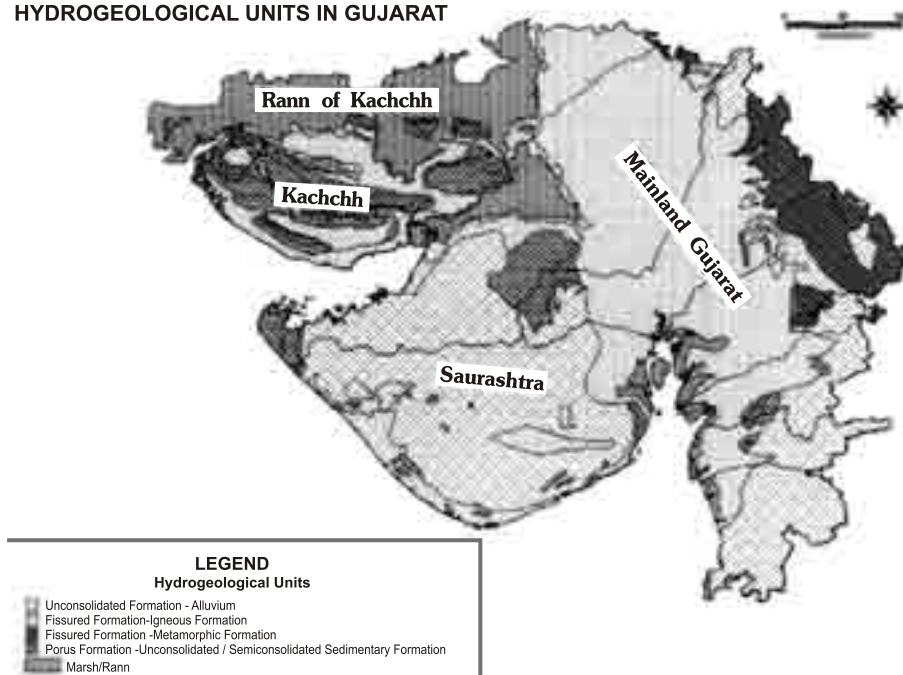 HYDROGEOLOGICAL UNITS IN GUJARAT
Rann of Kachchh
Kachchh
Mainland Gujarat
Saurashtra
LEGEND
Hydrogeological Units
Unconsolidated Formation - Alluvium
Fissured Formation-Igneous Formation
Fissured Formation -Metamorphic Formation
Porus Formation -Unconsolidated / Semiconsolidated Sedimentary Formation
Marsh/Rann